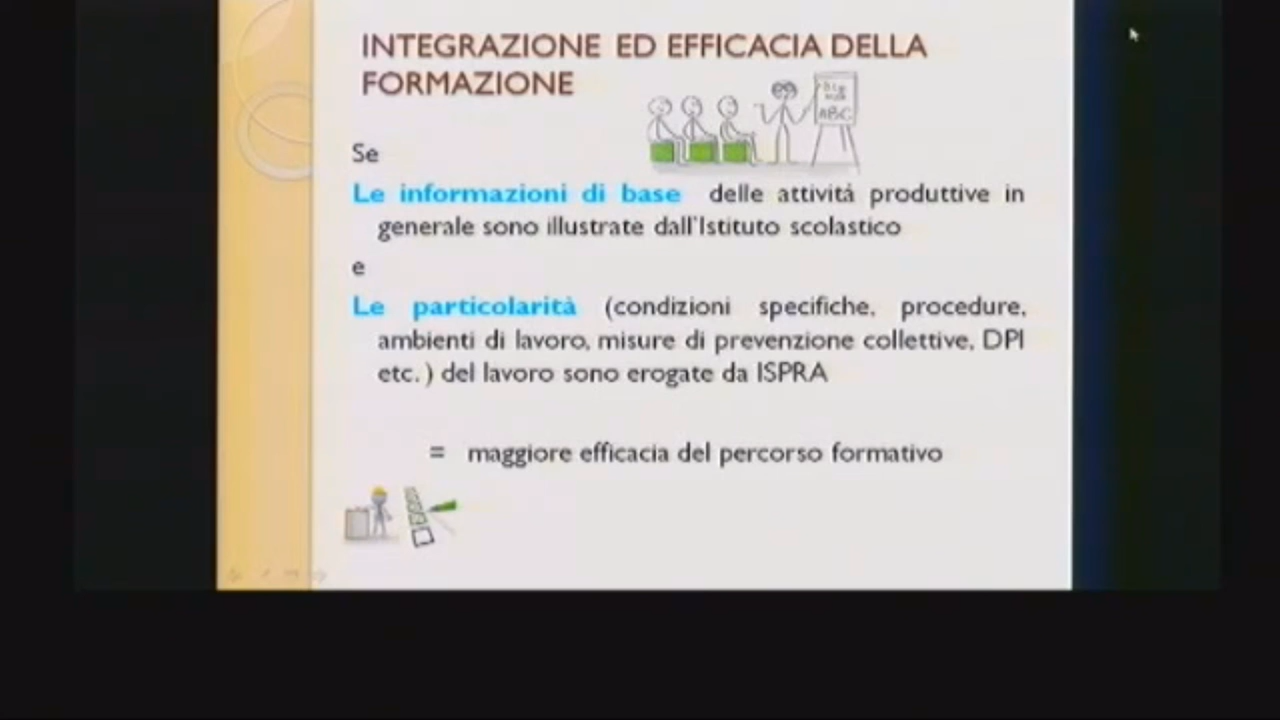 INTEGRAZIONE ED EFFICACIA DELLA
FORMAZIONE
ABC
Se
Le informazioni di base delle attività produttive in
generale sono illustrate dall'Istituto scolastico
e
Le particolarità (condizioni specifiche, procedure,
ambienti di lavoro, misure di prevenzione collettive, DPI
etc. ) del lavoro sono erogate da ISPRA
= maggiore efficacia del percorso formativo